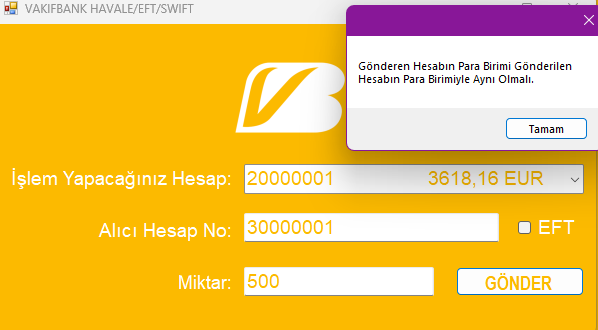 VAKIFBANK HAVALE/EFT/SWIFT
Gönderen Hesabın Para Birimi Gönderilen
Hesabın Para Birimiyle Aynı Olmalı.
Tamam
İşlem Yapacağınız Hesap: 20000001 3618,16 EUR
Alıcı Hesap No: 30000001 EFT
Miktar: 500 GÖNDER